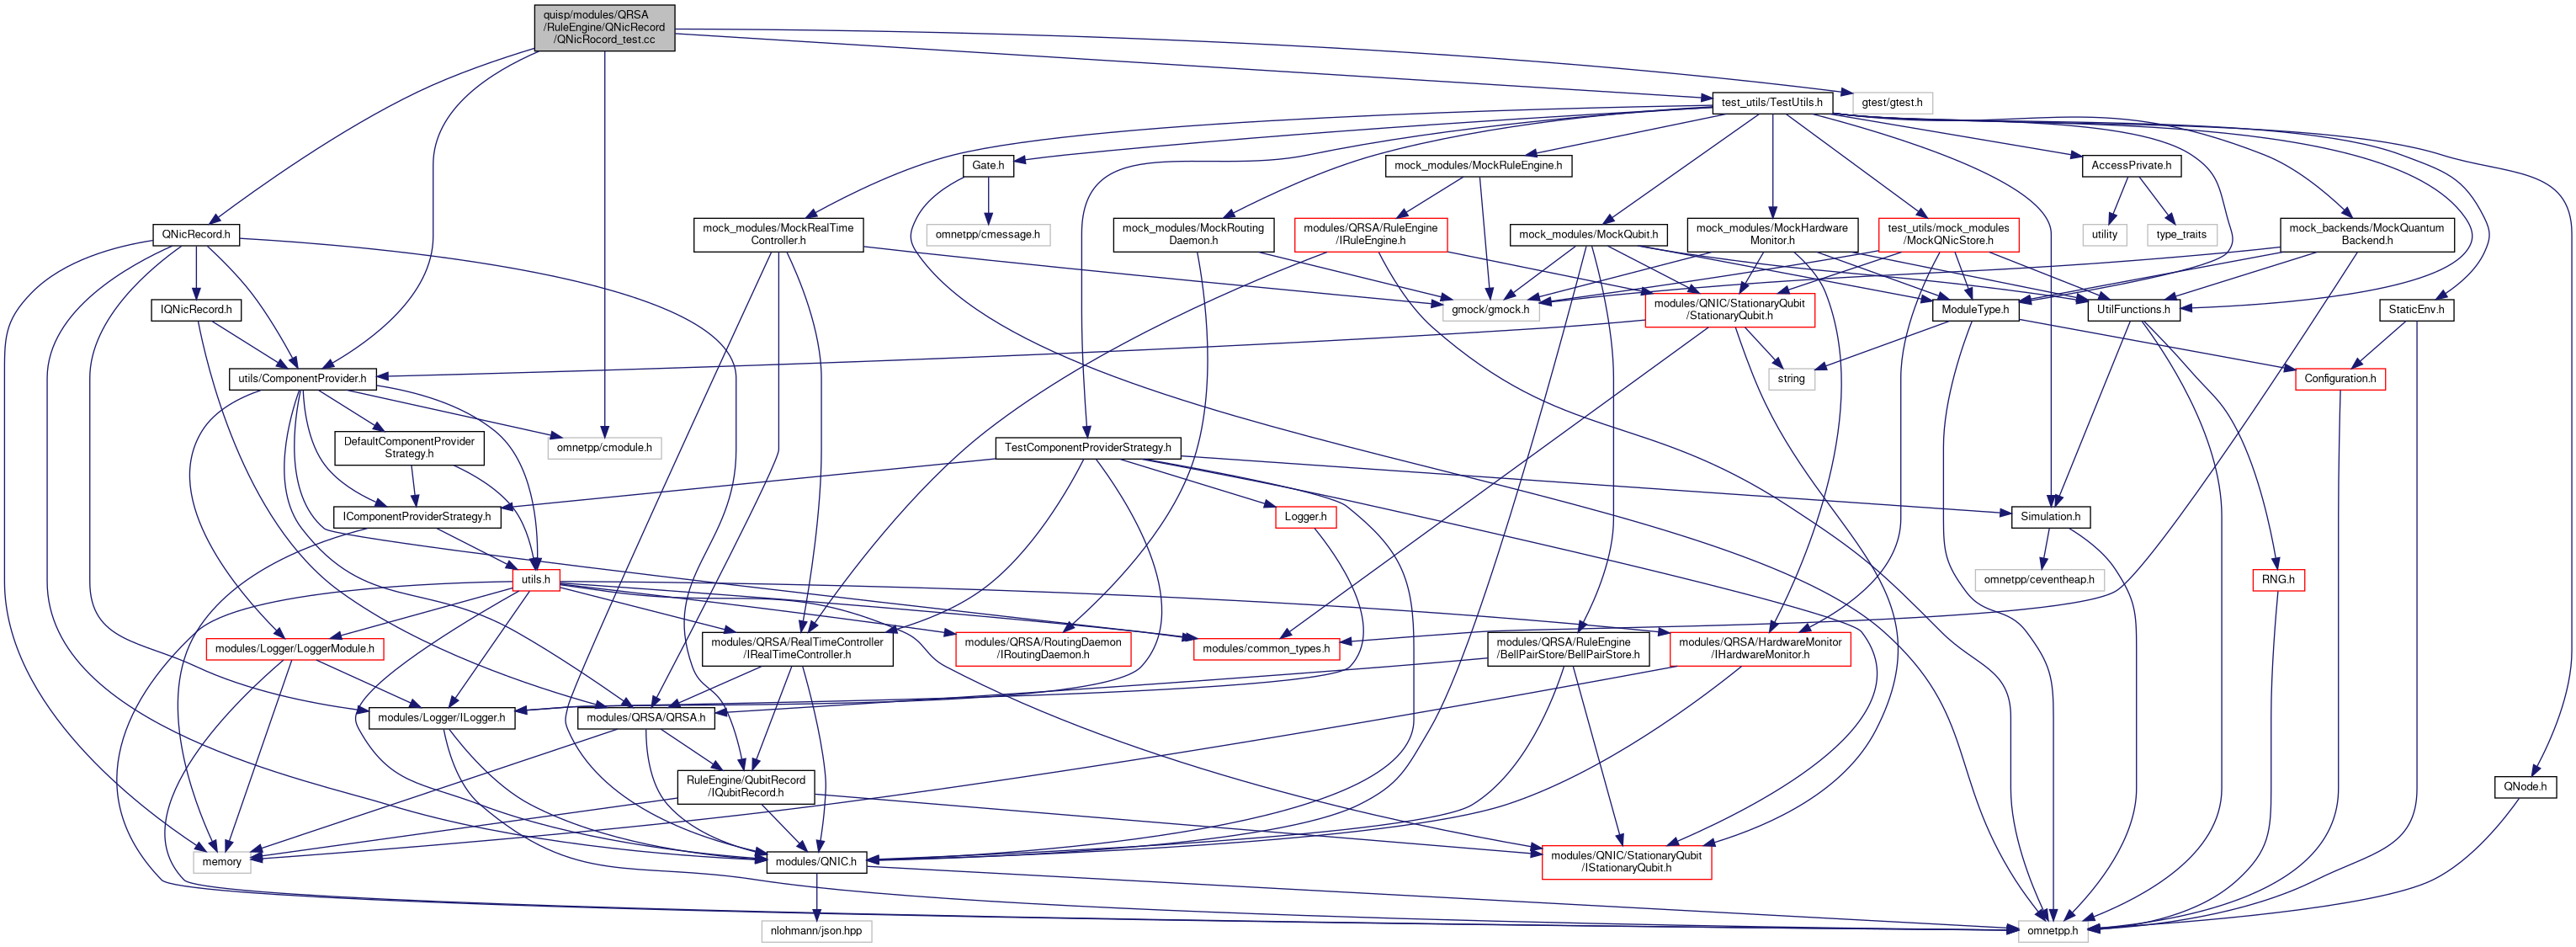 quisp/modules/QRSA
/RuleEngine/QNicRecord
/QNicRocord_test.cc
test_utils/TestUtils.h
gtest/gtest.h
Gate.h
mock_modules/MockRuleEngine.h
AccessPrivate.h
QNicRecord.h
mock_modules/MockRealTime
Controller.h
omnetpp/cmessage.h
mock_modules/MockRouting
Daemon.h
modules/QRSA/RuleEngine
/IRuleEngine.h
mock_modules/MockQubit.h
mock_modules/MockHardware
Monitor.h
test_utils/mock_modules
/MockQNicStore.h
utility
type_traits
mock_backends/MockQuantum
Backend.h
IQNicRecord.h
gmock/gmock.h
modules/QNIC/StationaryQubit
/StationaryQubit.h
ModuleType.h
UtilFunctions.h
StaticEnv.h
utils/ComponentProvider.h
string
Configuration.h
DefaultComponentProvider
Strategy.h
omnetpp/cmodule.h
TestComponentProviderStrategy.h
IComponentProviderStrategy.h
Logger.h
Simulation.h
utils.h
omnetpp/ceventheap.h
RNG.h
modules/Logger/LoggerModule.h
modules/QRSA/RealTimeController
/IRealTimeController.h
modules/QRSA/RoutingDaemon
/IRoutingDaemon.h
modules/common_types.h
modules/QRSA/RuleEngine
/BellPairStore/BellPairStore.h
modules/QRSA/HardwareMonitor
/IHardwareMonitor.h
modules/Logger/ILogger.h
modules/QRSA/QRSA.h
RuleEngine/QubitRecord
/IQubitRecord.h
QNode.h
memory
modules/QNIC.h
modules/QNIC/StationaryQubit
/IStationaryQubit.h
nlohmann/json.hpp
omnetpp.h